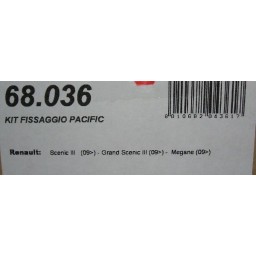 68.036
KIT FISSAGGIO PACIFIC
Renault: Scenic III (09>) - Grand Scenic III (09>) - Megane (09>)